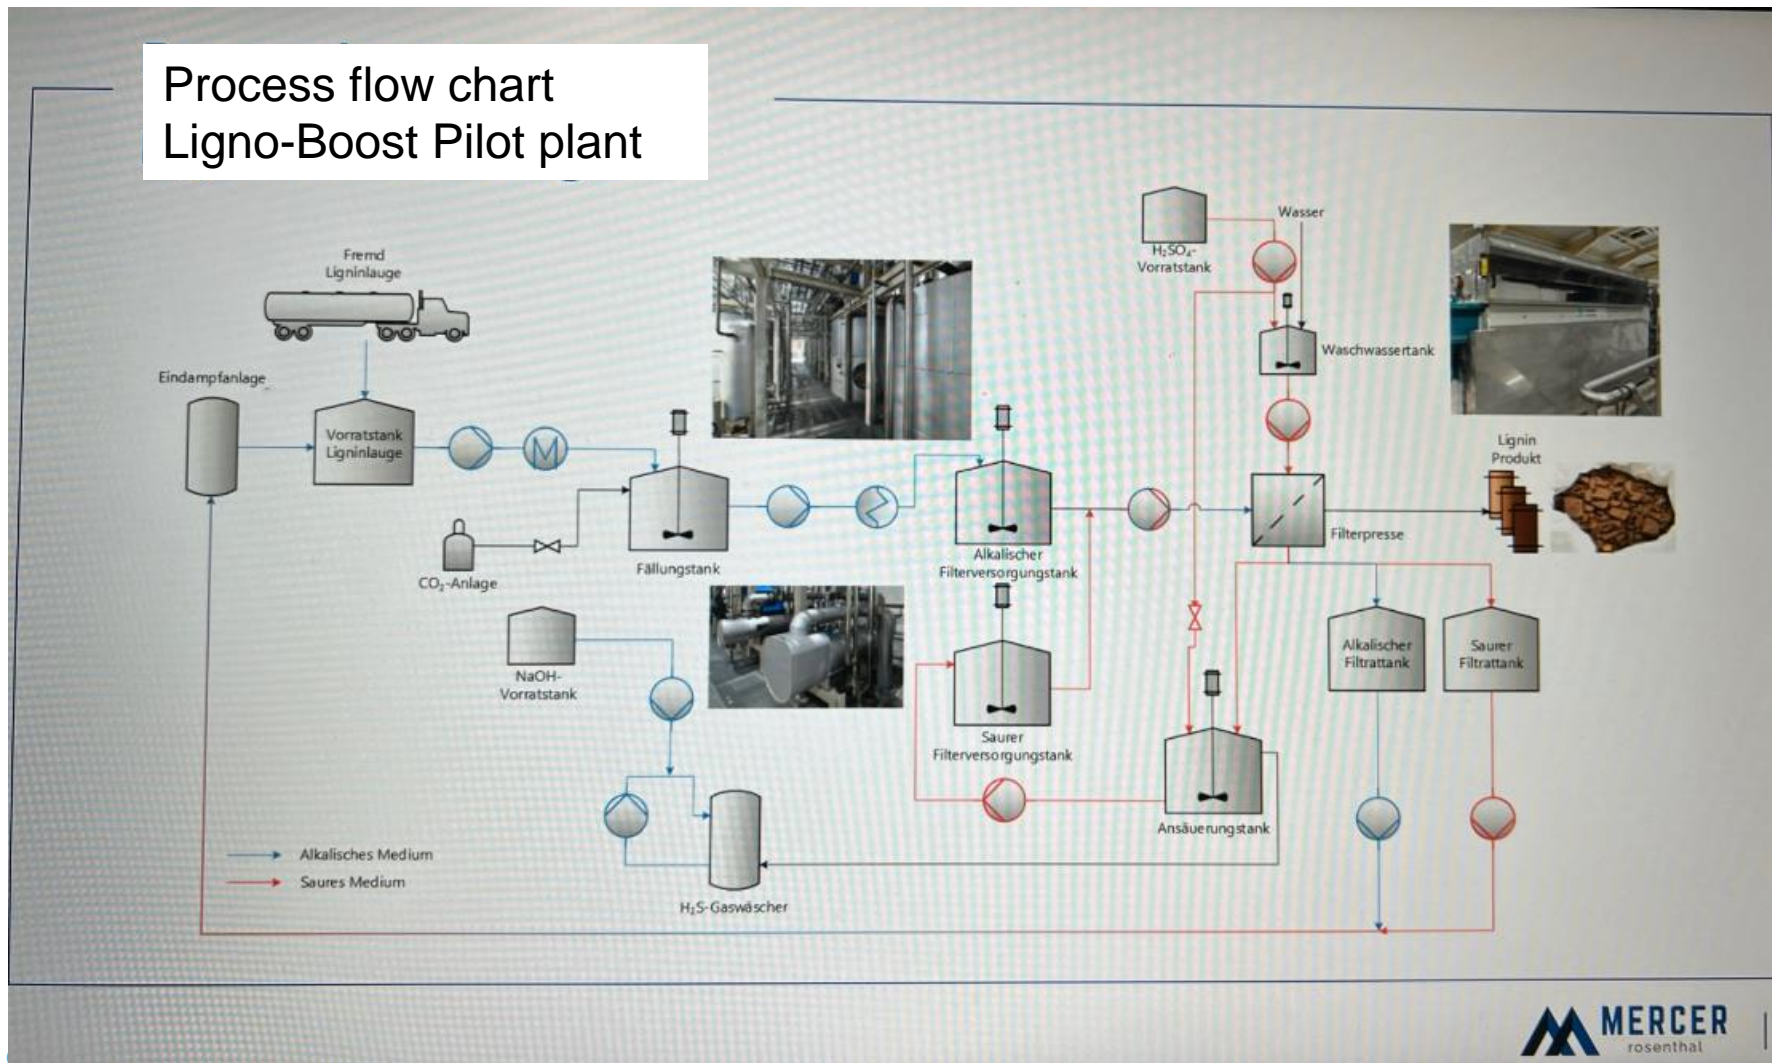 Process flow chart
Ligno-Boost Pilot plant
Fremd
Ligninlauge
Eindampfanlage
Vorratstank
Ligninlauge
CO₂-Anlage
Fällungstank
NaOH-
Vorratstank
H₂S-Gaswäscher
Alkalischer
Filterversorgungstank
Saurer
Filterversorgungstank
H₂SO₄-
Vorratstank
Wasser
Waschwassertank
Filterpresse
Lignin
Produkt
Alkalischer
Filtrattank
Saurer
Filtrattank
Ansäuerungstank
Alkalisches Medium
Saures Medium
MERCER
rosenthal